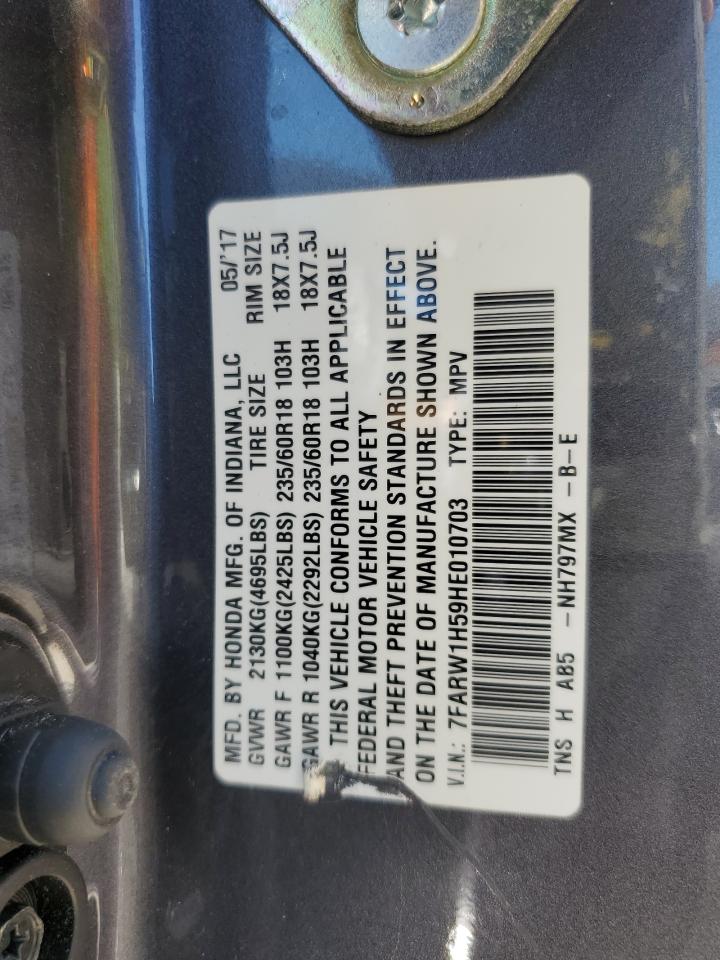 MFD. BY HONDA MFG. OF INDIANA, LLC 05/'17
GVWR 2130KG(4695LBS) TIRE SIZE RIM SIZE
GAWR F 1100KG(2425LBS) 235/60R18 103H 18X7.5J
GAWR R 1040KG(2292LBS) 235/60R18 103H 18X7.5J
THIS VEHICLE CONFORMS TO ALL APPLICABLE
FEDERAL MOTOR VEHICLE SAFETY
AND THEFT PREVENTION STANDARDS IN EFFECT
ON THE DATE OF MANUFACTURE SHOWN ABOVE.
V.I.N.: 7FARW1H59HE010703 TYPE: MPV
TNS H A85 -NH797MX -B-E